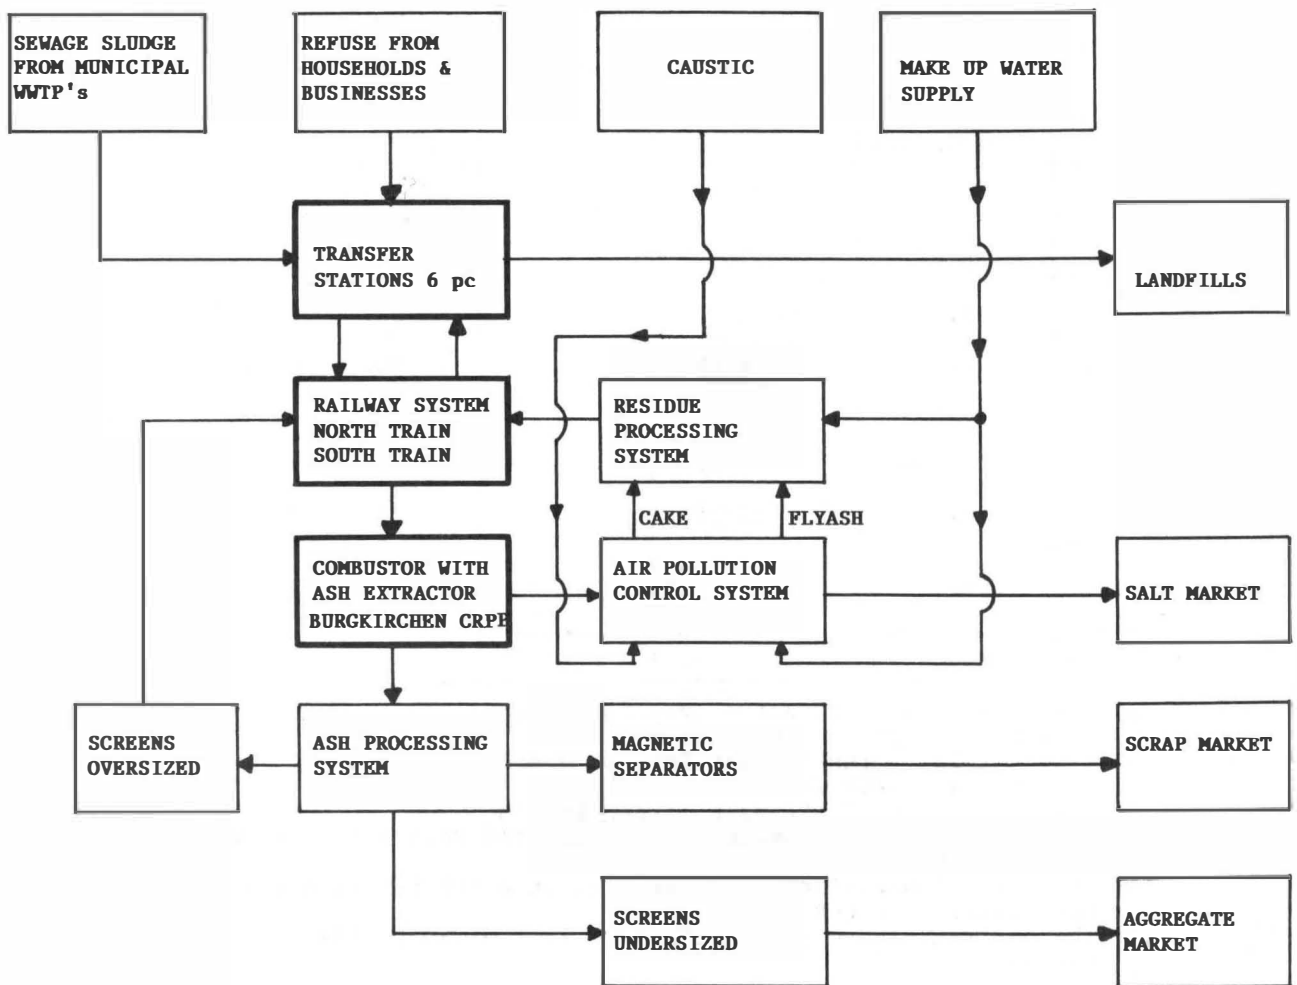 SEWAGE SLUDGE
FROM MUNICIPAL
WWTP's
REFUSE FROM
HOUSEHOLDS &
BUSINESSES
CAUSTIC
MAKE UP WATER
SUPPLY
TRANSFER
STATIONS 6 pc
LANDFILLS
RAILWAY SYSTEM
NORTH TRAIN
SOUTH TRAIN
RESIDUE
PROCESSING
SYSTEM
CAKE
FLYASH
COMBUSTOR WITH
ASH EXTRACTOR
BURGKIRCHEN CRPE
AIR POLLUTION
CONTROL SYSTEM
SALT MARKET
SCREENS
OVERSIZED
ASH PROCESSING
SYSTEM
MAGNETIC
SEPARATORS
SCRAP MARKET
SCREENS
UNDERSIZED
AGGREGATE
MARKET